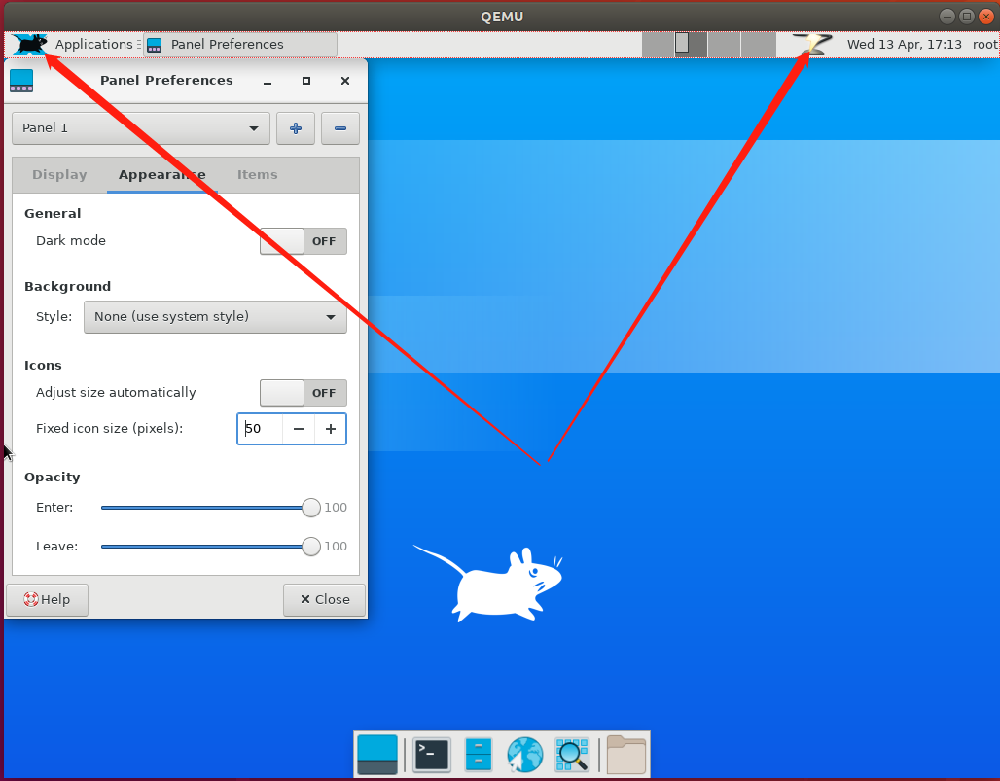 QEMU
Applications Panel Preferences Wed 13 Apr, 17:13 root
Panel Preferences
Panel 1
Display Appearance Items
General
Dark mode OFF
Background
Style: None (use system style)
Icons
Adjust size automatically OFF
Fixed icon size (pixels): 50
Opacity
Enter: 100
Leave: 100
Help Close